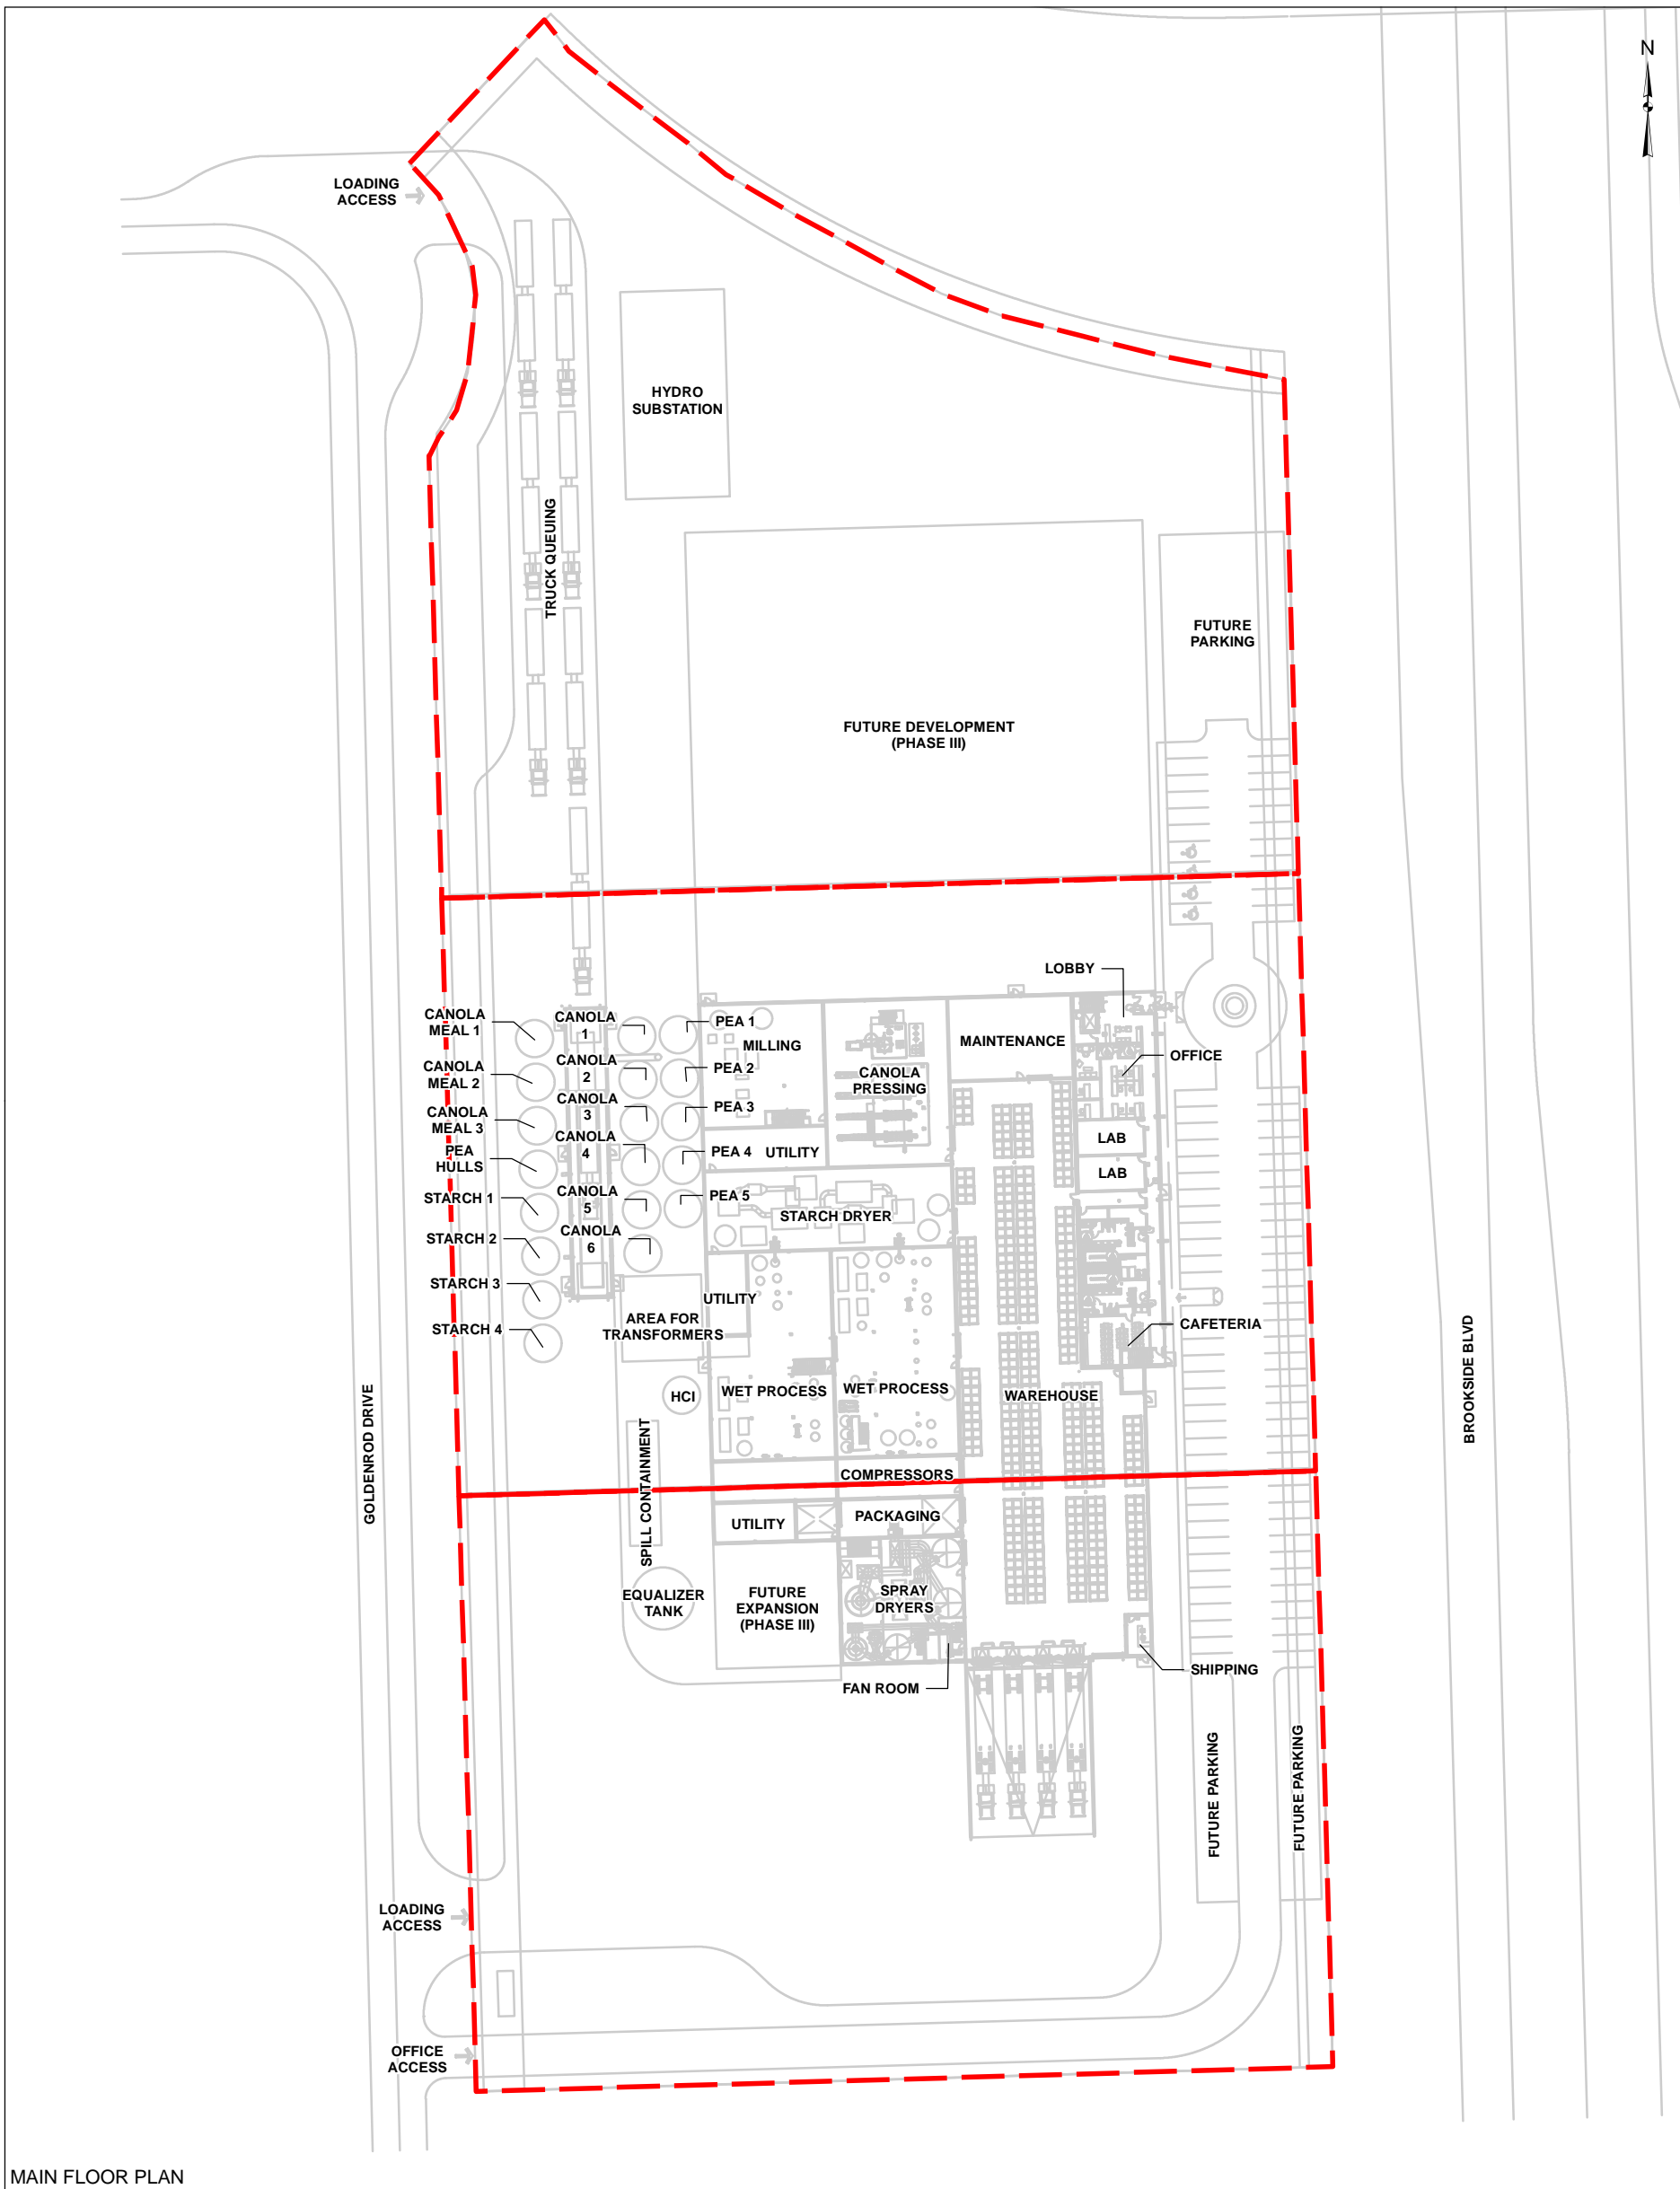 N
LOADING
ACCESS
HYDRO
SUBSTATION
TRUCK QUEUING
FUTURE
PARKING
FUTURE DEVELOPMENT
(PHASE III)
LOBBY
CANOLA
MEAL 1
CANOLA
1
PEA 1
MILLING
MAINTENANCE
OFFICE
CANOLA
MEAL 2
CANOLA
2
PEA 2
CANOLA
PRESSING
CANOLA
MEAL 3
CANOLA
3
PEA 3
LAB
PEA
HULLS
CANOLA
4
PEA 4
UTILITY
LAB
STARCH 1
CANOLA
5
PEA 5
STARCH DRYER
STARCH 2
CANOLA
6
STARCH 3
UTILITY
STARCH 4
AREA FOR
TRANSFORMERS
CAFETERIA
HCI
WET PROCESS
WET PROCESS
WAREHOUSE
GOLDENROD DRIVE
BROOKSIDE BLVD
SPILL CONTAINMENT
COMPRESSORS
UTILITY
PACKAGING
EQUALIZER
TANK
FUTURE
EXPANSION
(PHASE III)
SPRAY
DRYERS
SHIPPING
FAN ROOM
FUTURE PARKING
FUTURE PARKING
LOADING
ACCESS
OFFICE
ACCESS
MAIN FLOOR PLAN